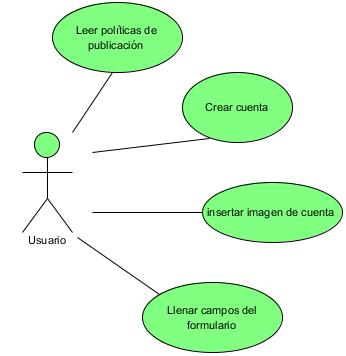 Leer políticas de
publicación
Crear cuenta
insertar imagen de cuenta
Usuario
Llenar campos del
formulario